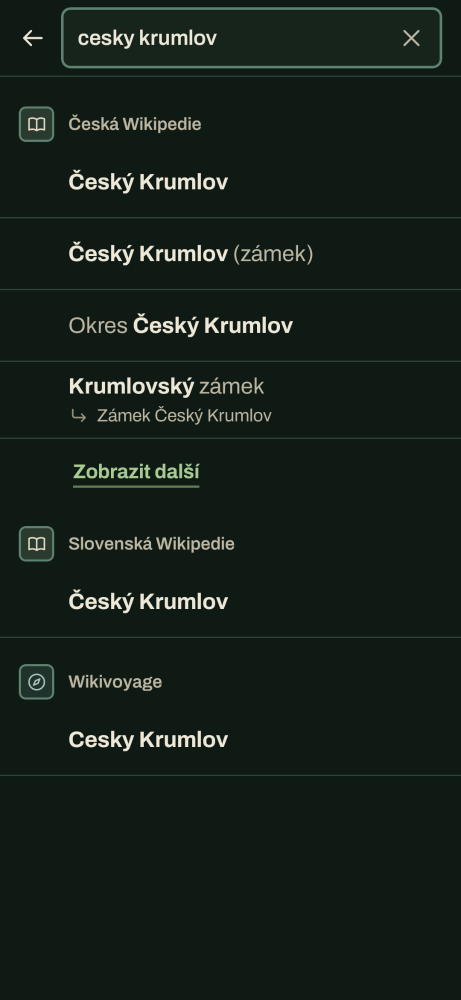 cesky krumlov
Česká Wikipedie
Český Krumlov
Český Krumlov (zámek)
Okres Český Krumlov
Krumlovský zámek
Zámek Český Krumlov
Zobrazit další
Slovenská Wikipedie
Český Krumlov
Wikivoyage
Cesky Krumlov